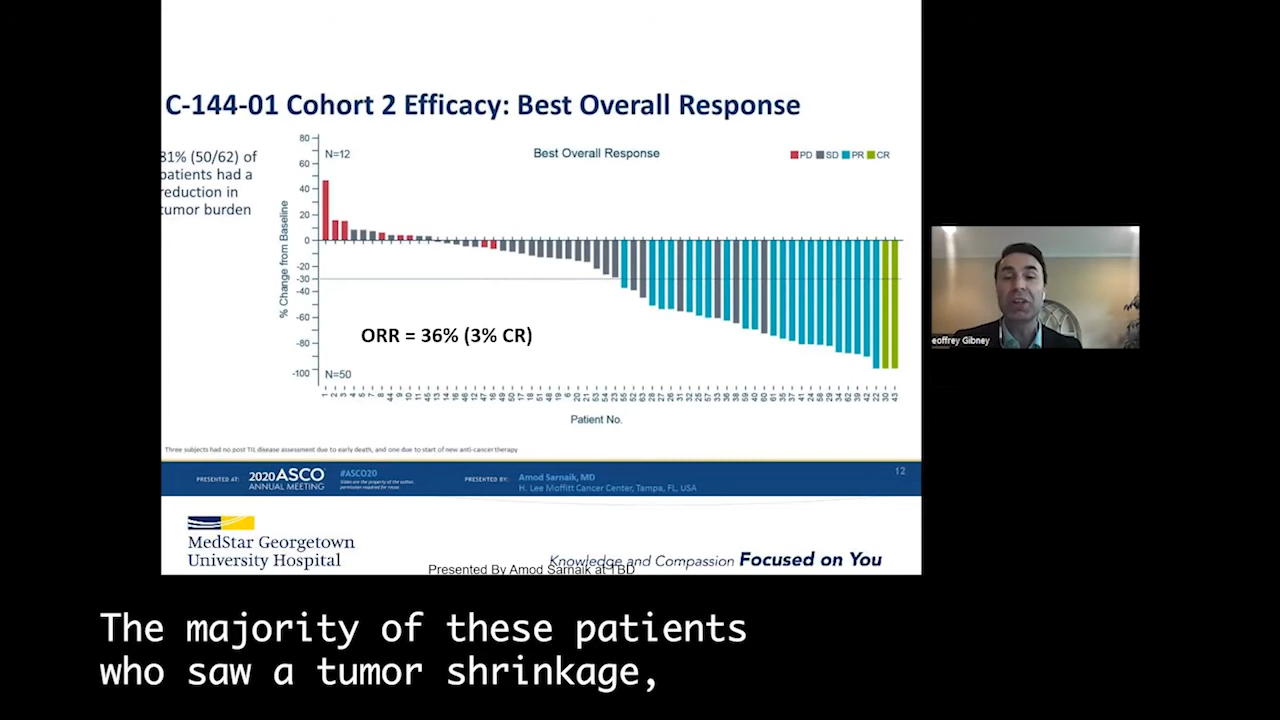 C-144-01 Cohort 2 Efficacy: Best Overall Response
81% (50/62) of
patients had a
reduction in
tumor burden
N=12
Best Overall Response
PD SD PR CR
80
60
40
20
0
-20
-30
-40
-60
-80
-100
% Change from Baseline
ORR = 36% (3% CR)
N=50
Patient No.
Three subjects had no post TIL disease assessment due to early death, and one due to start of new anti-cancer therapy
PRESENTED AT:
2020 ASCO
ANNUAL MEETING
#ASCO20
Slides are the property of the author,
permission required for reuse.
PRESENTED BY:
Amod Sarnaik, MD
H. Lee Moffitt Cancer Center, Tampa, FL, USA
12
MedStar Georgetown
University Hospital
Knowledge and Compassion Focused on You
Presented By Amod Sarnaik at TBD
eoffrey Gibney
The majority of these patients
who saw a tumor shrinkage,